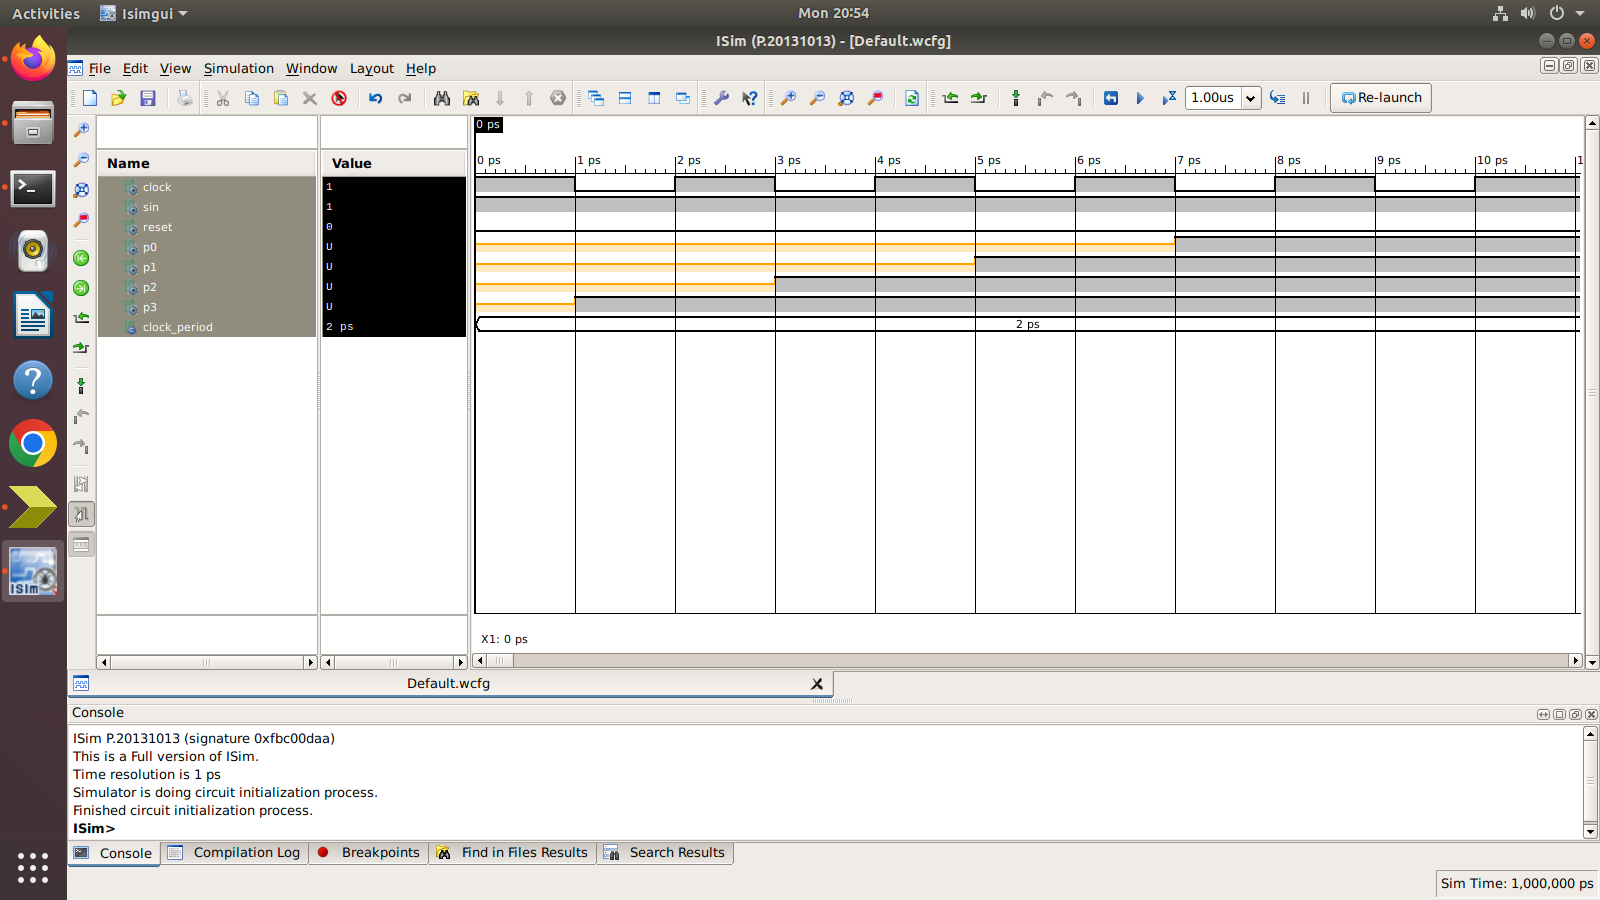 Activities Isimgui Mon 20:54
ISim (P.20131013) - [Default.wcfg]
File Edit View Simulation Window Layout Help
1.00us Re-launch
0 ps
0 ps 1 ps 2 ps 3 ps 4 ps 5 ps 6 ps 7 ps 8 ps 9 ps 10 ps 1
Name Value
clock 1
sin 1
reset 0
p0 U
p1 U
p2 U
p3 U
clock_period 2 ps 2 ps
X1: 0 ps
Default.wcfg
Console
ISim P.20131013 (signature 0xfbc00daa)
This is a Full version of ISim.
Time resolution is 1 ps
Simulator is doing circuit initialization process.
Finished circuit initialization process.
ISim>
Console Compilation Log Breakpoints Find in Files Results Search Results
Sim Time: 1,000,000 ps
ISim